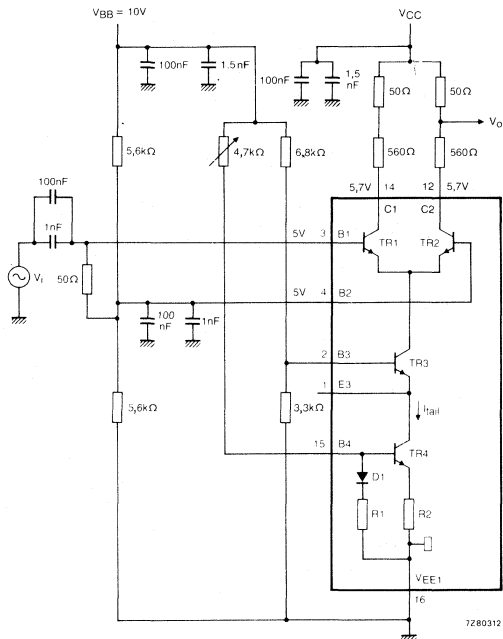 VBB = 10V
VCC
100nF
1.5nF
100nF
1,5 nF
50Ω
50Ω
Vo
5,6kΩ
4,7kΩ
6,8kΩ
560Ω
560Ω
100nF
5,7V
14
12
5,7V
1nF
C1
C2
5V
3
B1
TR1
TR2
VI
50Ω
5V
4
B2
100 nF
1nF
2
B3
TR3
1
E3
5,6kΩ
3,3kΩ
Itail
15
B4
TR4
D1
R1
R2
VEE1
16
7Z80312